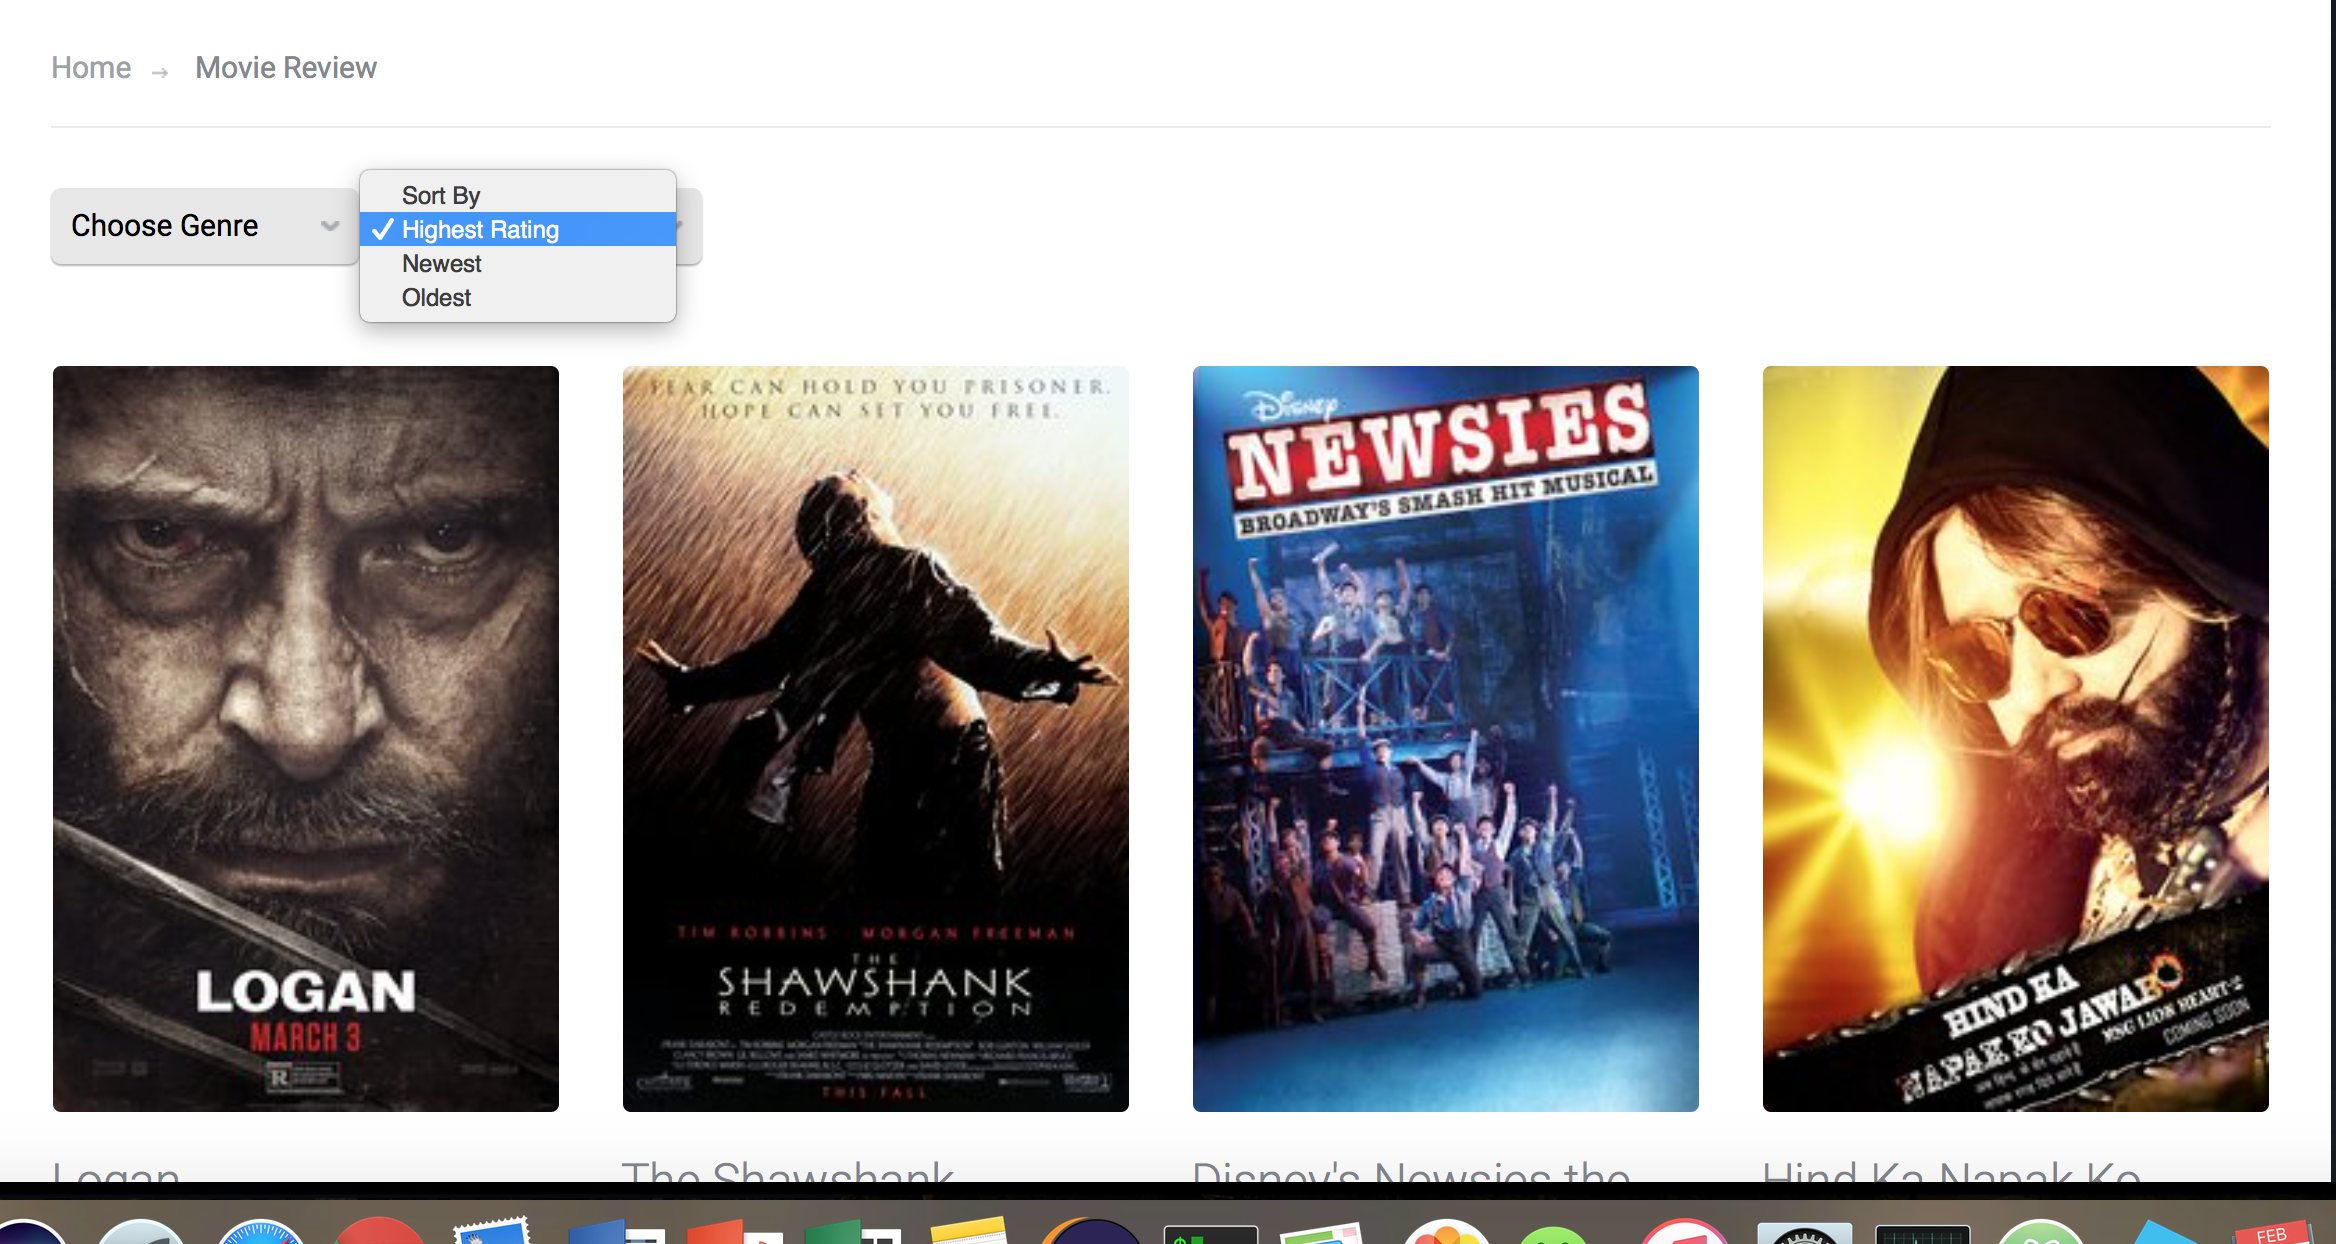 Home → Movie Review
Choose Genre
Sort By
✓ Highest Rating
Newest
Oldest
FEAR CAN HOLD YOU PRISONER.
HOPE CAN SET YOU FREE.
TIM ROBBINS MORGAN FREEMAN
THE
SHAWSHANK
REDEMPTION
THIS FALL
LOGAN
MARCH 3
R
Disney
NEWSIES
BROADWAY'S SMASH HIT MUSICAL
HIND KA
NAPAK KO JAWAB
MSG LION HEART-2
COMING SOON
Logan
The Shawshank
Disney's Newsies the
Hind Ka Napak Ko
FEB